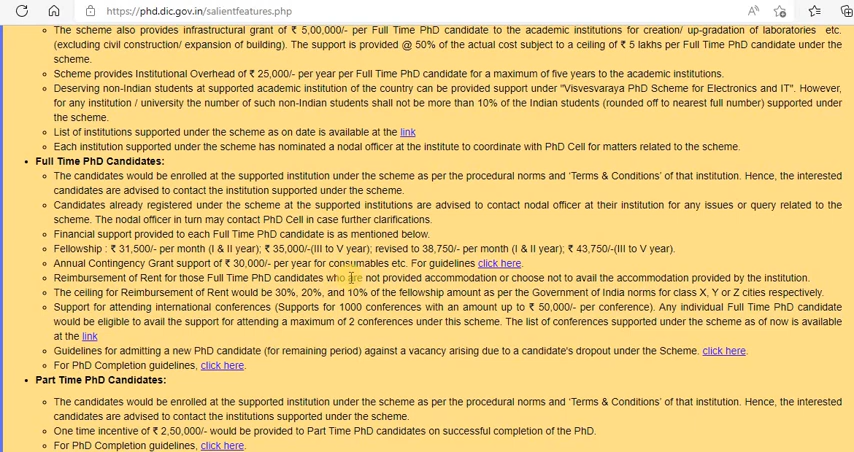 https://phd.dic.gov.in/salientfeatures.php
The scheme also provides infrastructural grant of ₹ 5,00,000/- per Full Time PhD candidate to the academic institutions for creation/ up-gradation of laboratories etc.
(excluding civil construction/ expansion of building). The support is provided @ 50% of the actual cost subject to a ceiling of ₹ 5 lakhs per Full Time PhD candidate under the
scheme.
Scheme provides Institutional Overhead of ₹ 25,000/- per year per Full Time PhD candidate for a maximum of five years to the academic institutions.
Deserving non-Indian students at supported academic institution of the country can be provided support under "Visvesvaraya PhD Scheme for Electronics and IT". However,
for any institution / university the number of such non-Indian students shall not be more than 10% of the Indian students (rounded off to nearest full number) supported under
the scheme.
List of institutions supported under the scheme as on date is available at the link
Each institution supported under the scheme has nominated a nodal officer at the institute to coordinate with PhD Cell for matters related to the scheme.
Full Time PhD Candidates:
The candidates would be enrolled at the supported institution under the scheme as per the procedural norms and 'Terms & Conditions' of that institution. Hence, the interested
candidates are advised to contact the institution supported under the scheme.
Candidates already registered under the scheme at the supported institutions are advised to contact nodal officer at their institution for any issues or query related to the
scheme. The nodal officer in turn may contact PhD Cell in case further clarifications.
Financial support provided to each Full Time PhD candidate is as mentioned below.
Fellowship : ₹ 31,500/- per month (I & II year); ₹ 35,000/-(III to V year); revised to 38,750/- per month (I & II year); ₹ 43,750/-(III to V year).
Annual Contingency Grant support of ₹ 30,000/- per year for consumables etc. For guidelines click here.
Reimbursement of Rent for those Full Time PhD candidates who are not provided accommodation or choose not to avail the accommodation provided by the institution.
The ceiling for Reimbursement of Rent would be 30%, 20%, and 10% of the fellowship amount as per the Government of India norms for class X, Y or Z cities respectively.
Support for attending international conferences (Supports for 1000 conferences with an amount up to ₹ 50,000/- per conference). Any individual Full Time PhD candidate
would be eligible to avail the support for attending a maximum of 2 conferences under this scheme. The list of conferences supported under the scheme as of now is available
at the link
Guidelines for admitting a new PhD candidate (for remaining period) against a vacancy arising due to a candidate's dropout under the Scheme. click here.
For PhD Completion guidelines, click here.
Part Time PhD Candidates:
The candidates would be enrolled at the supported institution under the scheme as per the procedural norms and 'Terms & Conditions' of that institution. Hence, the interested
candidates are advised to contact the institutions supported under the scheme.
One time incentive of ₹ 2,50,000/- would be provided to Part Time PhD candidates on successful completion of the PhD.
For PhD Completion guidelines, click here.